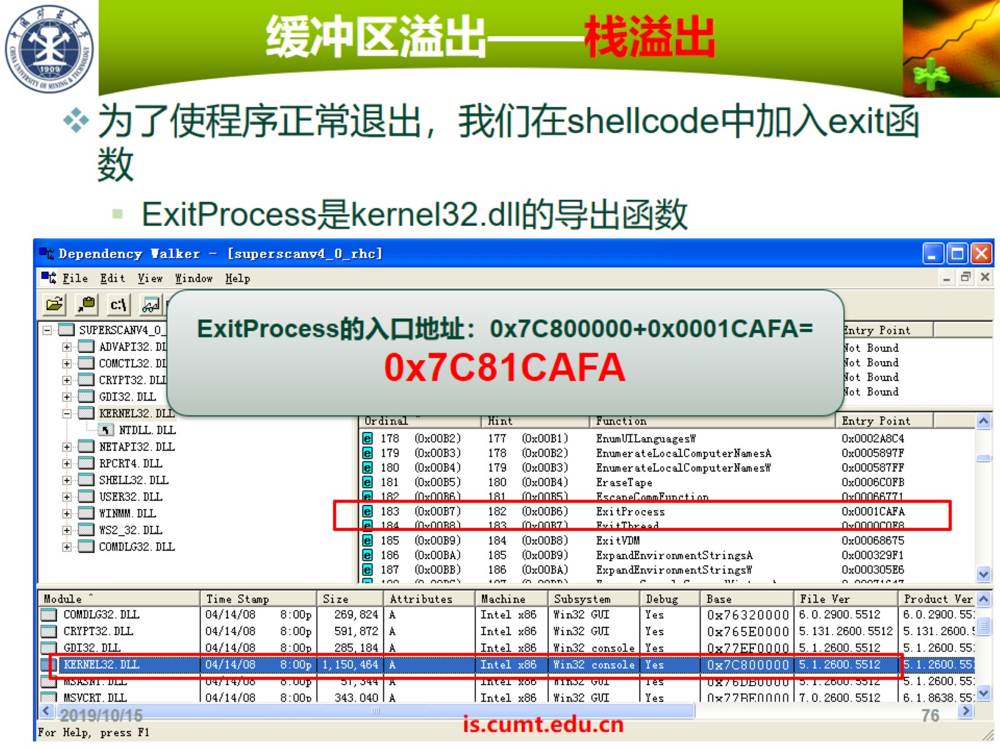 缓冲区溢出——栈溢出
中国矿业大学
CHINA UNIVERSITY OF MINING & TECHNOLOGY
1909
为了使程序正常退出，我们在shellcode中加入exit函
数
ExitProcess是kernel32.dll的导出函数
Dependency Walker - [superscanv4_0_rhc]
File Edit View Window Help
c:\
ExitProcess的入口地址：0x7C800000+0x0001CAFA=
0x7C81CAFA
SUPERSCANV4_0_
ADVAPI32.DL
COMCTL32.DL
CRYPT32.DLL
GDI32.DLL
KERNEL32.DLL
NTDLL.DLL
NETAPI32.DLL
RPCRT4.DLL
SHELL32.DLL
USER32.DLL
WINMM.DLL
WS2_32.DLL
COMDLG32.DLL
Entry Point
Not Bound
Not Bound
Not Bound
Not Bound
Ordinal ^ Hint Function Entry Point
178 (0x00B2) 177 (0x00B1) EnumUILanguagesW 0x0002A8C4
179 (0x00B3) 178 (0x00B2) EnumerateLocalComputerNamesA 0x0005897F
180 (0x00B4) 179 (0x00B3) EnumerateLocalComputerNamesW 0x000587FF
181 (0x00B5) 180 (0x00B4) EraseTape 0x0006C0FB
182 (0x00B6) 181 (0x00B5) EscapeCommFunction 0x00066771
183 (0x00B7) 182 (0x00B6) ExitProcess 0x0001CAFA
184 (0x00B8) 183 (0x00B7) ExitThread 0x0000C0F8
185 (0x00B9) 184 (0x00B8) ExitVDM 0x00068675
186 (0x00BA) 185 (0x00B9) ExpandEnvironmentStringsA 0x000329F1
187 (0x00BB) 186 (0x00BA) ExpandEnvironmentStringsW 0x000305E6
Module ^ Time Stamp Size Attributes Machine Subsystem Debug Base File Ver Product Ver
COMDLG32.DLL 04/14/08 8:00p 269,824 A Intel x86 Win32 GUI Yes 0x76320000 6.0.2900.5512 6.0.2900.551
CRYPT32.DLL 04/14/08 8:00p 591,872 A Intel x86 Win32 GUI Yes 0x765E0000 5.131.2600.5512 5.131.2600.5
GDI32.DLL 04/14/08 8:00p 285,184 A Intel x86 Win32 console Yes 0x77EF0000 5.1.2600.5512 5.1.2600.551
KERNEL32.DLL 04/14/08 8:00p 1,150,464 A Intel x86 Win32 console Yes 0x7C800000 5.1.2600.5512 5.1.2600.551
MSASN1.DLL 04/14/08 8:00p 57,344 A Intel x86 Win32 GUI Yes 0x76DB0000 5.1.2600.5512 5.1.2600.551
MSVCRT.DLL 04/14/08 8:00p 343,040 A Intel x86 Win32 GUI Yes 0x77BE0000 7.0.2600.5512 6.1.8638.551
2019/10/15
is.cumt.edu.cn
76
For Help, press F1